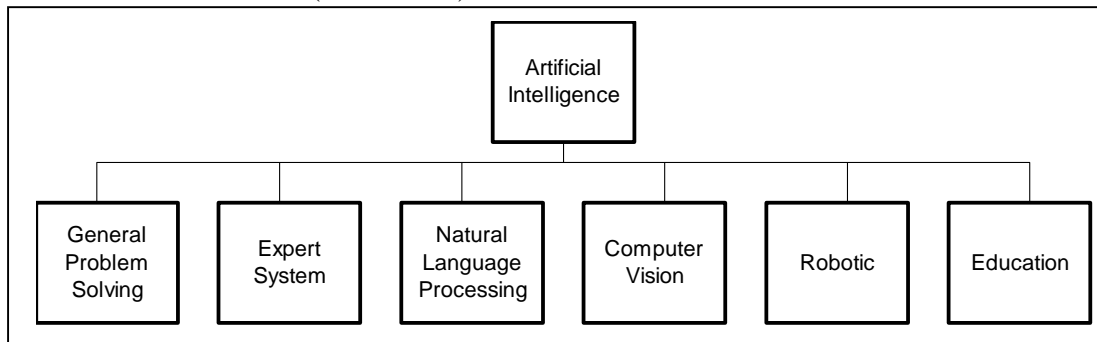 Artificial
Intelligence
General
Problem
Solving
Expert
System
Natural
Language
Processing
Computer
Vision
Robotic
Education